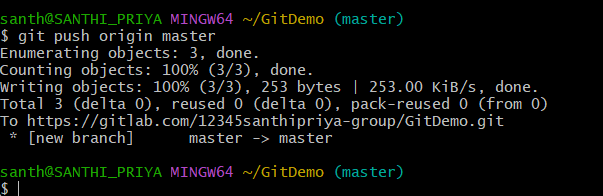 santh@SANTHI_PRIYA MINGW64 ~/GitDemo (master)
$ git push origin master
Enumerating objects: 3, done.
Counting objects: 100% (3/3), done.
Writing objects: 100% (3/3), 253 bytes | 253.00 KiB/s, done.
Total 3 (delta 0), reused 0 (delta 0), pack-reused 0 (from 0)
To https://gitlab.com/12345santhipriya-group/GitDemo.git
 * [new branch]      master -> master
santh@SANTHI_PRIYA MINGW64 ~/GitDemo (master)
$